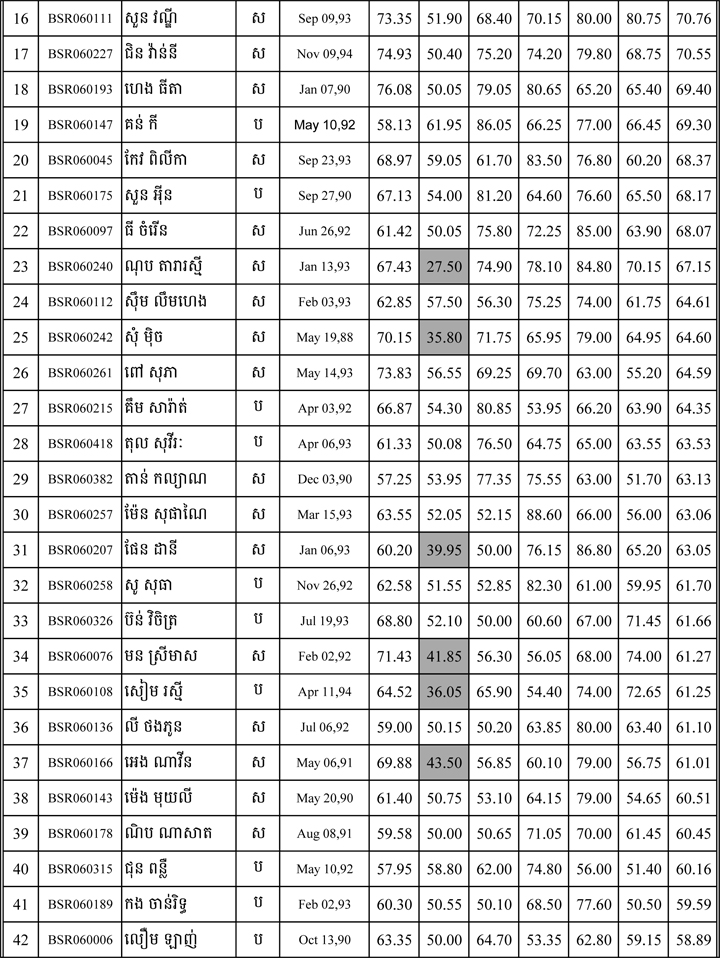 16 BSR060111 សួន វណ្ណឌី ស Sep 09,93 73.35 51.90 68.40 70.15 80.00 80.75 70.76
17 BSR060227 ជិន វ៉ាន់នី ស Nov 09,94 74.93 50.40 75.20 74.20 79.80 68.75 70.55
18 BSR060193 ហេង ធីតា ស Jan 07,90 76.08 50.05 79.05 80.65 65.20 65.40 69.40
19 BSR060147 គន់ កី ប May 10,92 58.13 61.95 86.05 66.25 77.00 66.45 69.30
20 BSR060045 កែវ ពិលីកា ស Sep 23,93 68.97 59.05 61.70 83.50 76.80 60.20 68.37
21 BSR060175 សួន អ៊ីន ប Sep 27,90 67.13 54.00 81.20 64.60 76.60 65.50 68.17
22 BSR060097 ធី ចំរើន ស Jun 26,92 61.42 50.05 75.80 72.25 85.00 63.90 68.07
23 BSR060240 ណុប តារារស្មី ស Jan 13,93 67.43 27.50 74.90 78.10 84.80 70.15 67.15
24 BSR060112 ស៊ឹម លឹមហេង ស Feb 03,93 62.85 57.50 56.30 75.25 74.00 61.75 64.61
25 BSR060242 សុំ ម៉ិច ស May 19,88 70.15 35.80 71.75 65.95 79.00 64.95 64.60
26 BSR060261 ពៅ សុភា ស May 14,93 73.83 56.55 69.25 69.70 63.00 55.20 64.59
27 BSR060215 គឹម សារ៉ាត់ ប Apr 03,92 66.87 54.30 80.85 53.95 66.20 63.90 64.35
28 BSR060418 តុល សុវីរៈ ប Apr 06,93 61.33 50.08 76.50 64.75 65.00 63.55 63.53
29 BSR060382 តាន់ កល្យាណ ស Dec 03,90 57.25 53.95 77.35 75.55 63.00 51.70 63.13
30 BSR060257 ម៉ែន សុផាណៃ ស Mar 15,93 63.55 52.05 52.15 88.60 66.00 56.00 63.06
31 BSR060207 ផែន ដានី ស Jan 06,93 60.20 39.95 50.00 76.15 86.80 65.20 63.05
32 BSR060258 សូ សុធា ប Nov 26,92 62.58 51.55 52.85 82.30 61.00 59.95 61.70
33 BSR060326 ប៊ន់ វិចិត្រ ប Jul 19,93 68.80 52.10 50.00 60.60 67.00 71.45 61.66
34 BSR060076 មន ស្រីមាស ស Feb 02,92 71.43 41.85 56.30 56.05 68.00 74.00 61.27
35 BSR060108 សៀម រស្មី ប Apr 11,94 64.52 36.05 65.90 54.40 74.00 72.65 61.25
36 BSR060136 លី ថងភួន ស Jul 06,92 59.00 50.15 50.20 63.85 80.00 63.40 61.10
37 BSR060166 អេង ណាវីន ស May 06,91 69.88 43.50 56.85 60.10 79.00 56.75 61.01
38 BSR060143 ម៉េង មុយលី ស May 20,90 61.40 50.75 53.10 64.15 79.00 54.65 60.51
39 BSR060178 ណិប ណាសាត ស Aug 08,91 59.58 50.00 50.65 71.05 70.00 61.45 60.45
40 BSR060315 ជុន ពន្លឺ ប May 10,92 57.95 58.80 62.00 74.80 56.00 51.40 60.16
41 BSR060189 កង ចាន់រិទ្ធ ប Feb 02,93 60.30 50.55 50.10 68.50 77.60 50.50 59.59
42 BSR060006 លឿម ឡាញ់ ប Oct 13,90 63.35 50.00 64.70 53.35 62.80 59.15 58.89